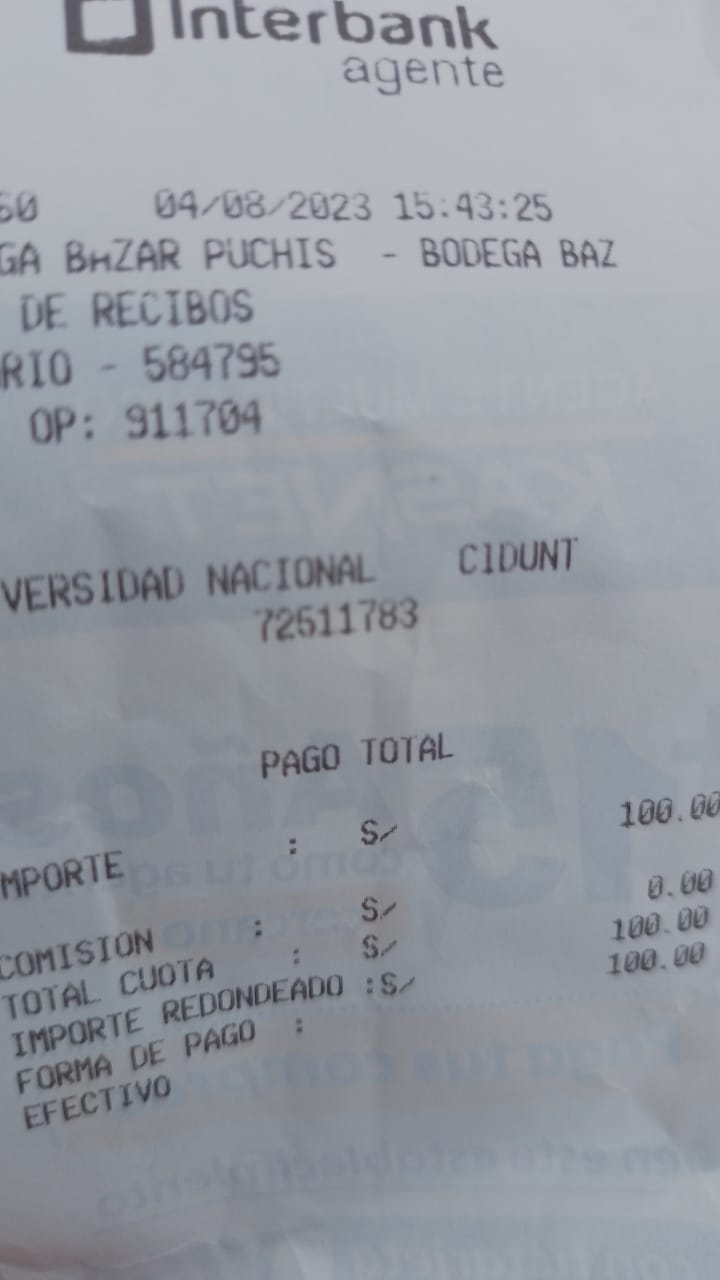 Interbank
agente
60 04/08/2023 15:43:25
GA BAZAR PUCHIS - BODEGA BAZ
DE RECIBOS
RIO - 584795
OP: 911704
VERSIDAD NACIONAL CIDUNT
72511783
PAGO TOTAL
MPORTE : S/ 100.00
COMISION : S/ 0.00
TOTAL CUOTA : S/ 100.00
IMPORTE REDONDEADO :S/ 100.00
FORMA DE PAGO :
EFECTIVO